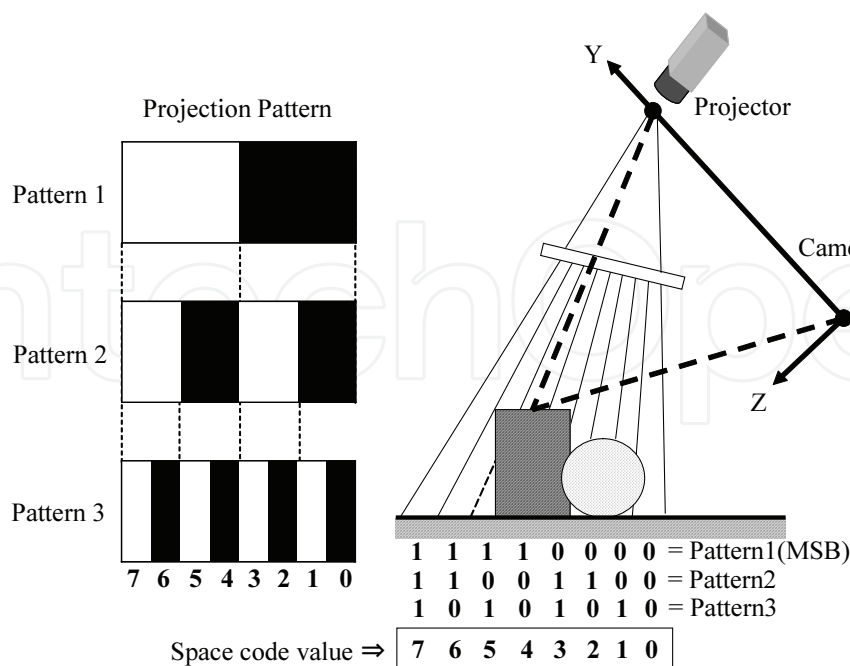 Projection Pattern
Pattern 1
Pattern 2
Pattern 3
7 6 5 4 3 2 1 0
Y
Projector
Z
1 1 1 1 0 0 0 0 = Pattern1(MSB)
1 1 0 0 1 1 0 0 = Pattern2
1 0 1 0 1 0 1 0 = Pattern3
Space code value ⇒ 7 6 5 4 3 2 1 0